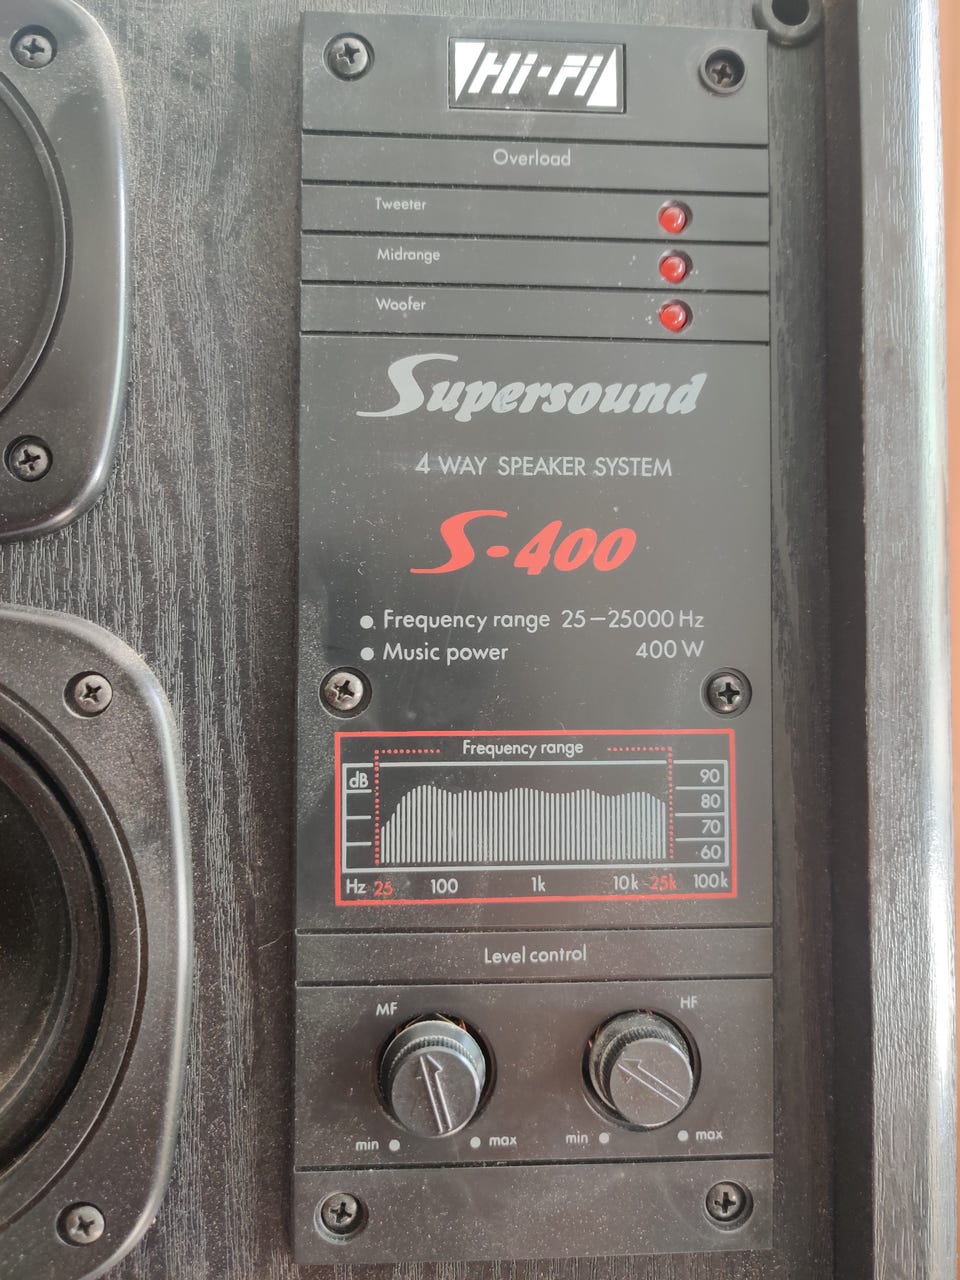 Hi-Fi
Overload
Tweeter
Midrange
Woofer
Supersound
4 WAY SPEAKER SYSTEM
S-400
• Frequency range 25–25000 Hz
• Music power 400 W
Frequency range
dB 90
80
70
60
Hz 25 100 1k 10k 25k 100k
Level control
MF HF
min max min max